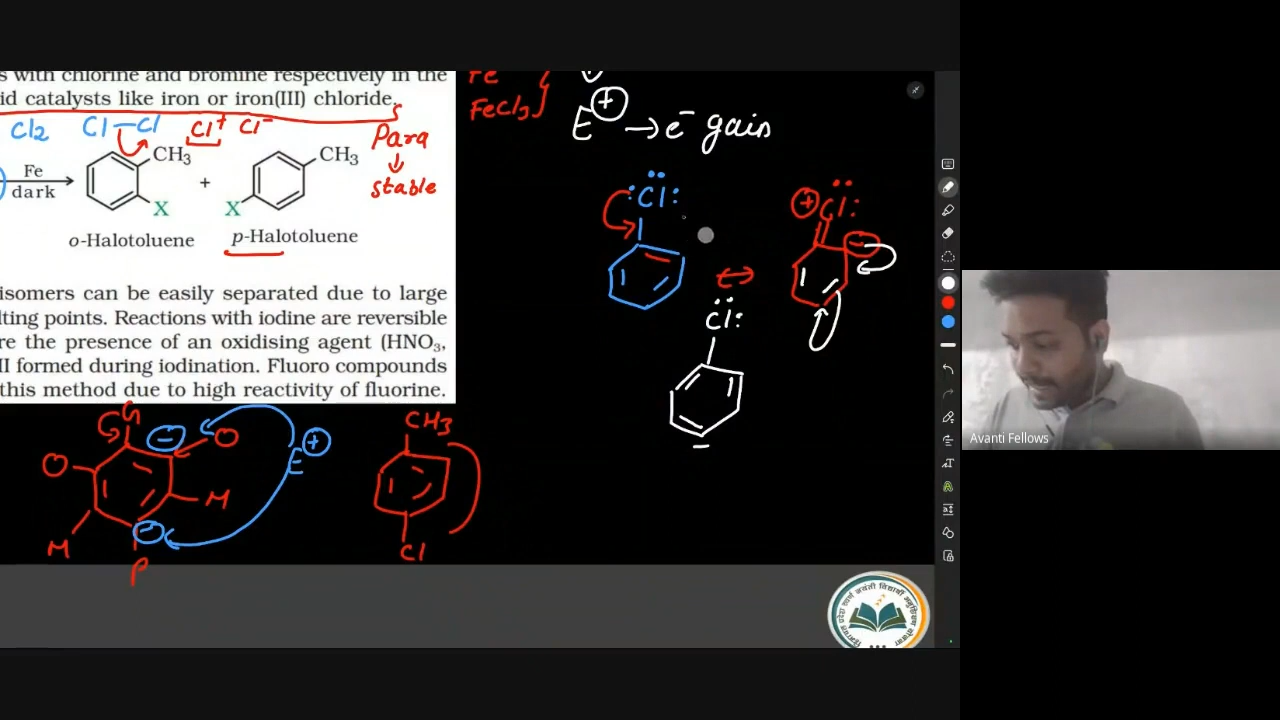 s with chlorine and bromine respectively in the
id catalysts like iron or iron(III) chloride.
Fe
FeCl3
E+ → e- gain
Cl2 Cl—Cl Cl+ Cl-
Para
↓
stable
Fe
dark
CH3
X
+
CH3
X
o-Halotoluene
p-Halotoluene
isomers can be easily separated due to large
lting points. Reactions with iodine are reversible
re the presence of an oxidising agent (HNO3,
II formed during iodination. Fluoro compounds
this method due to high reactivity of fluorine.
Cl
+ Cl
-
Cl
-
O
-
O
M
M
-
P
E +
CH3
Cl
Avanti Fellows